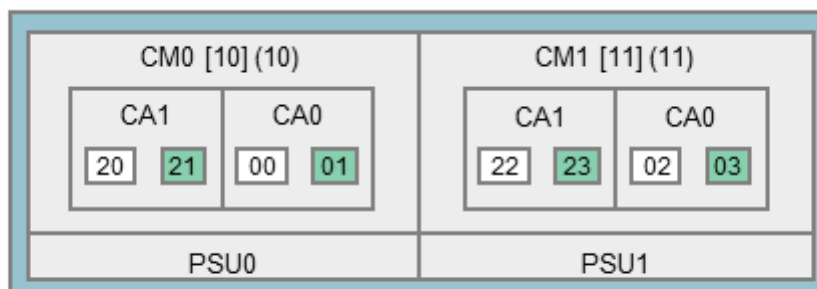 CM0 [10] (10)
CM1 [11] (11)
CA1
CA0
CA1
CA0
20
21
00
01
22
23
02
03
PSU0
PSU1